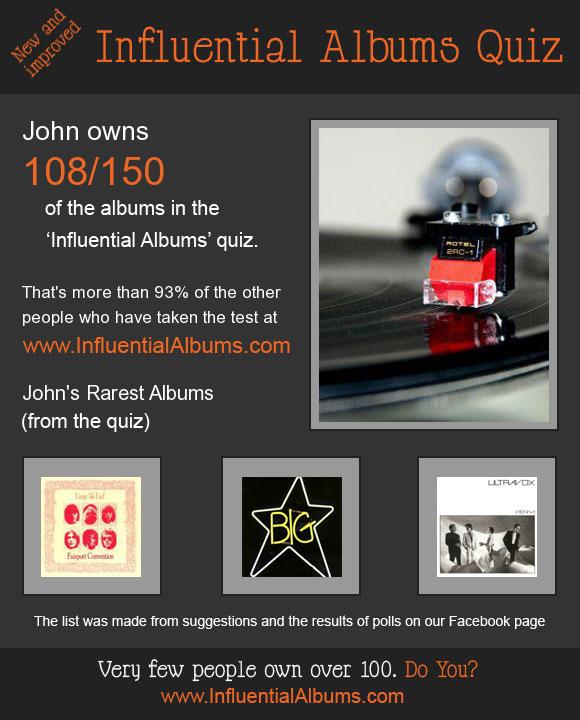 New and
improved
Influential Albums Quiz
John owns
108/150
of the albums in the
‘Influential Albums’ quiz.
That's more than 93% of the other
people who have taken the test at
www.InfluentialAlbums.com
John's Rarest Albums
(from the quiz)
ROTEL
2RC-1
Liege & Lief
Fairport Convention
BIG
ULTRAVOX
VIENNA
The list was made from suggestions and the results of polls on our Facebook page
Very few people own over 100. Do You?
www.InfluentialAlbums.com